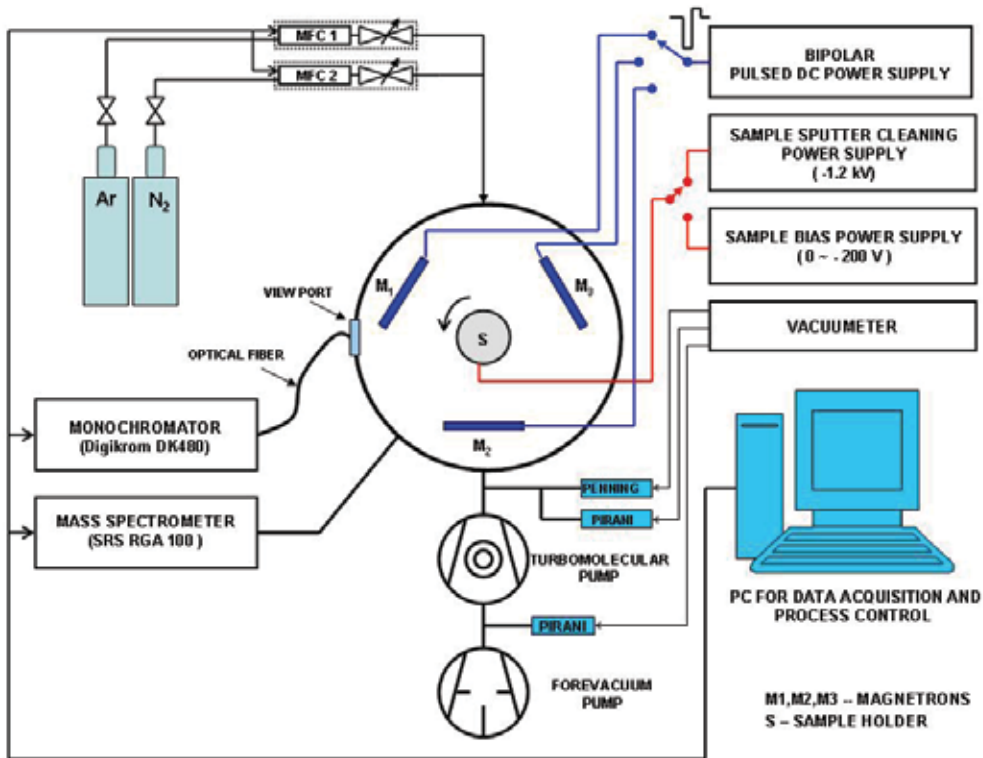 MFC 1
MFC 2
Ar
N2
BIPOLAR
PULSED DC POWER SUPPLY
SAMPLE SPUTTER CLEANING
POWER SUPPLY
( -1.2 kV)
SAMPLE BIAS POWER SUPPLY
( 0 ~ - 200 V )
VACUUMETER
M1
M3
S
M2
VIEW PORT
OPTICAL FIBER
MONOCHROMATOR
(Digikrom DK480)
MASS SPECTROMETER
(SRS RGA 100 )
PENNING
PIRANI
TURBOMOLECULAR
PUMP
PIRANI
FOREVACUUM
PUMP
PC FOR DATA ACQUISITION AND
PROCESS CONTROL
M1,M2,M3 -- MAGNETRONS
S – SAMPLE HOLDER